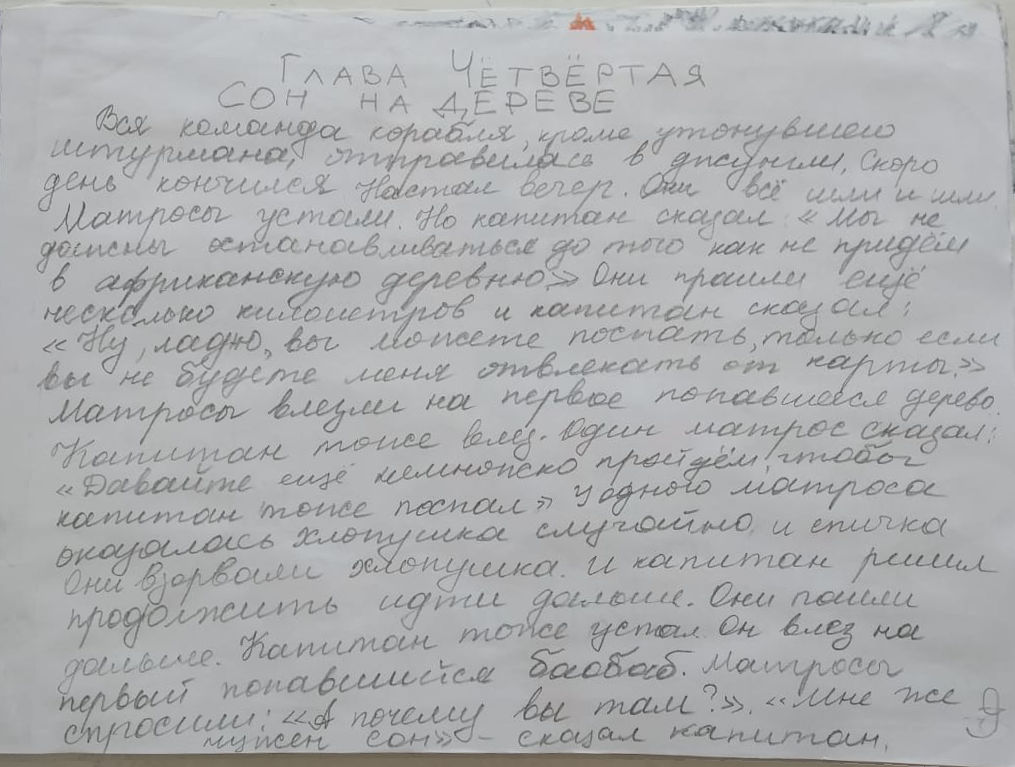 ГЛАВА ЧЁТВЁРТАЯ
СОН НА ДЕРЕВЕ
Вся команда корабля, кроме утонувшего
штурмана, отправилась в джунгли. Скоро
день кончился Настал вечер. Они всё шли и шли.
Матросы устали. Но капитан сказал: «Мы не
должны останавливаться до того как не придём
в африканскую деревню» Они прошли ещё
несколько километров и капитан сказал:
«Ну, ладно, вы можете поспать, только если
вы не будете меня отвлекать от карты.»
Матросы влезли на первое попавшееся дерево.
Капитан тоже влез. Один матрос сказал:
«Давайте ещё немножко пройдём, чтобы
капитан тоже поспал» У одного матроса
оказалась хлопушка случайно, и спичка
Они взорвали хлопушка. И капитан решил
продолжить идти дальше. Они пошли
дальше. Капитан тоже устал. Он влез на
первый попавшийся баобаб. Матросы
спросили: «А почему вы там?». «Мне же
нужен сон» – сказал капитан.